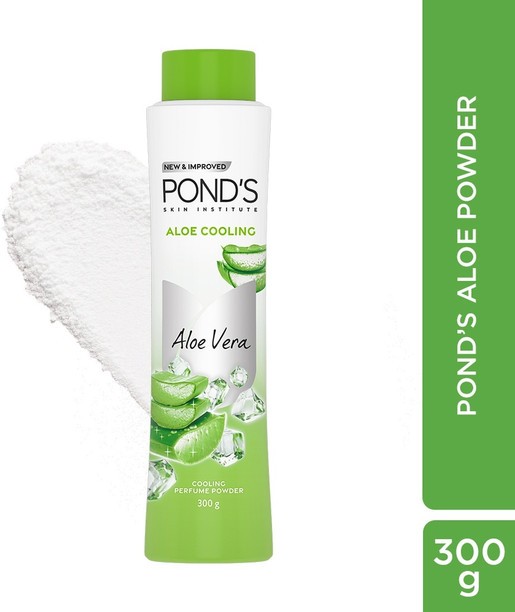 NEW & IMPROVED
POND'S
SKIN INSTITUTE
ALOE COOLING
Aloe Vera
COOLING
PERFUME POWDER
300 g
POND'S ALOE POWDER
300
g